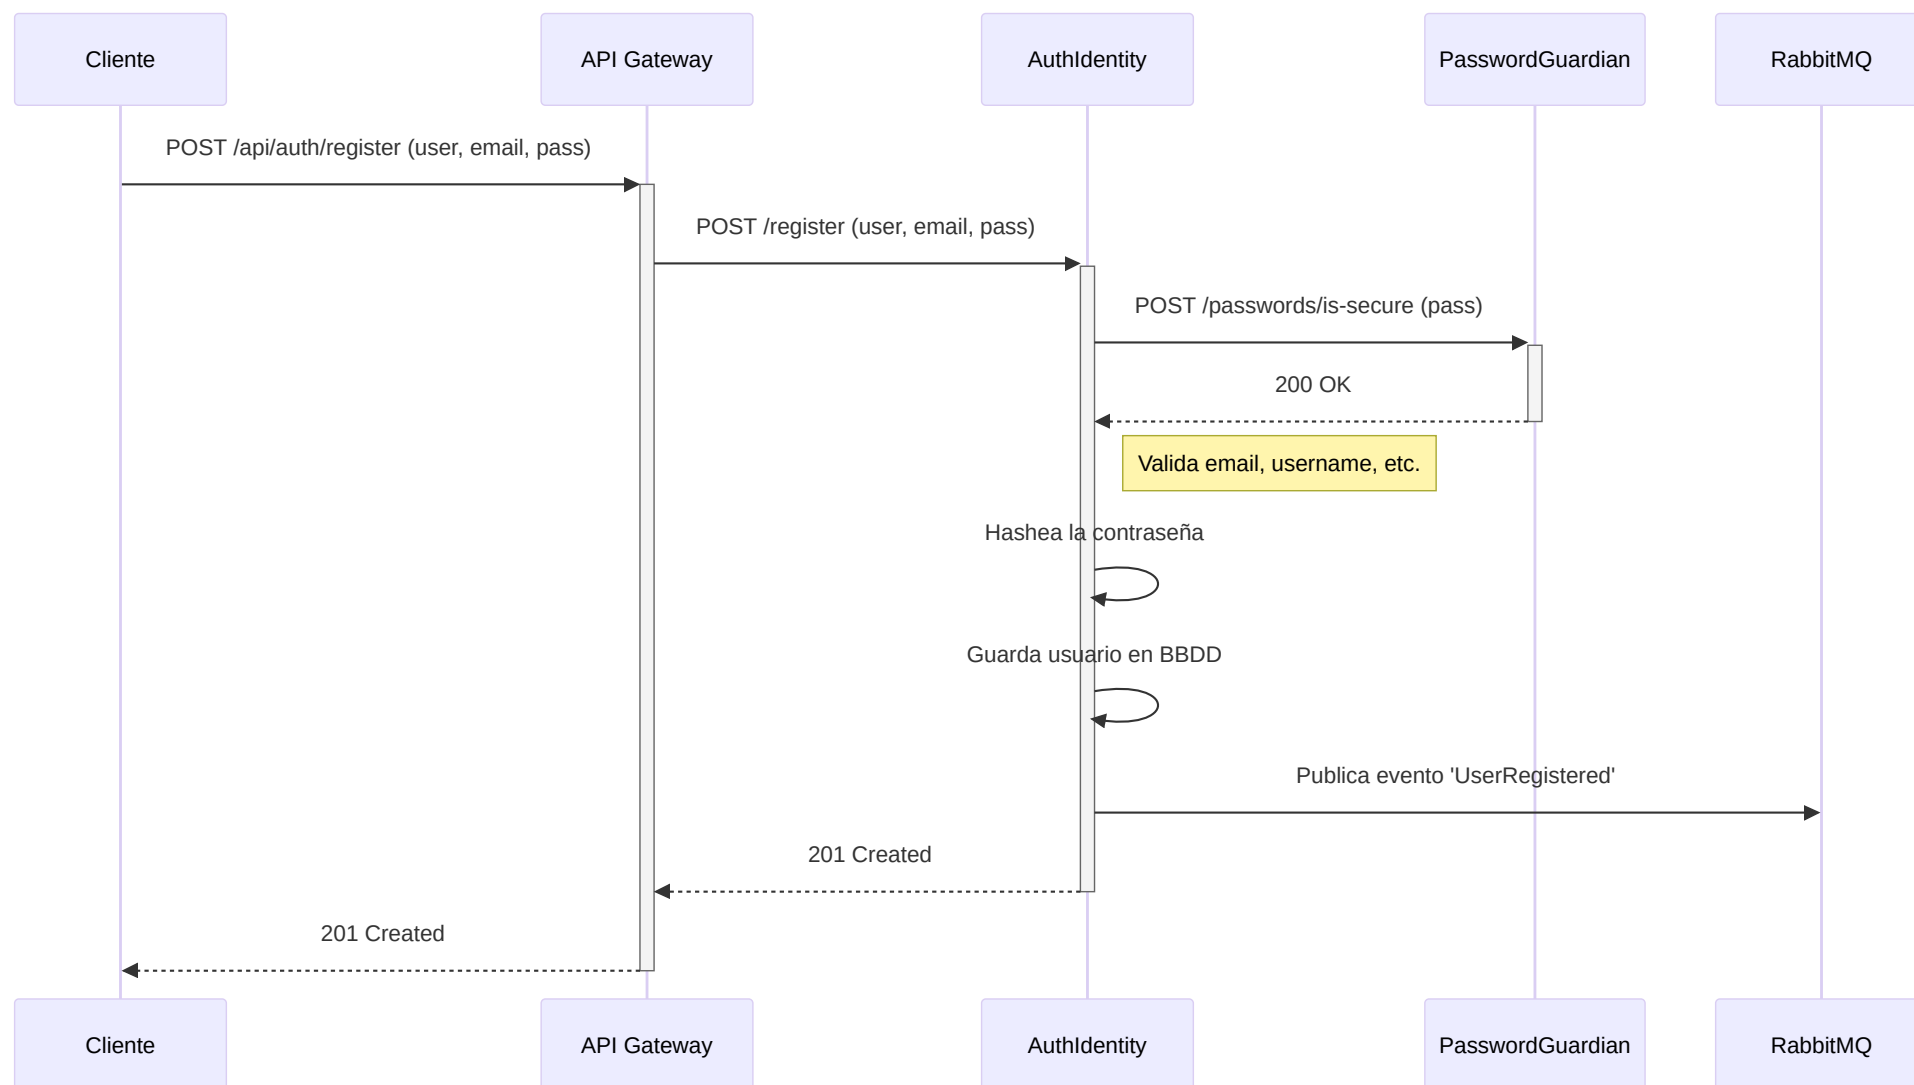 Cliente
API Gateway
AuthIdentity
PasswordGuardian
RabbitMQ
POST /api/auth/register (user, email, pass)
POST /register (user, email, pass)
POST /passwords/is-secure (pass)
200 OK
Valida email, username, etc.
Hashea la contraseña
Guarda usuario en BBDD
Publica evento 'UserRegistered'
201 Created
201 Created
Cliente
API Gateway
AuthIdentity
PasswordGuardian
RabbitMQ